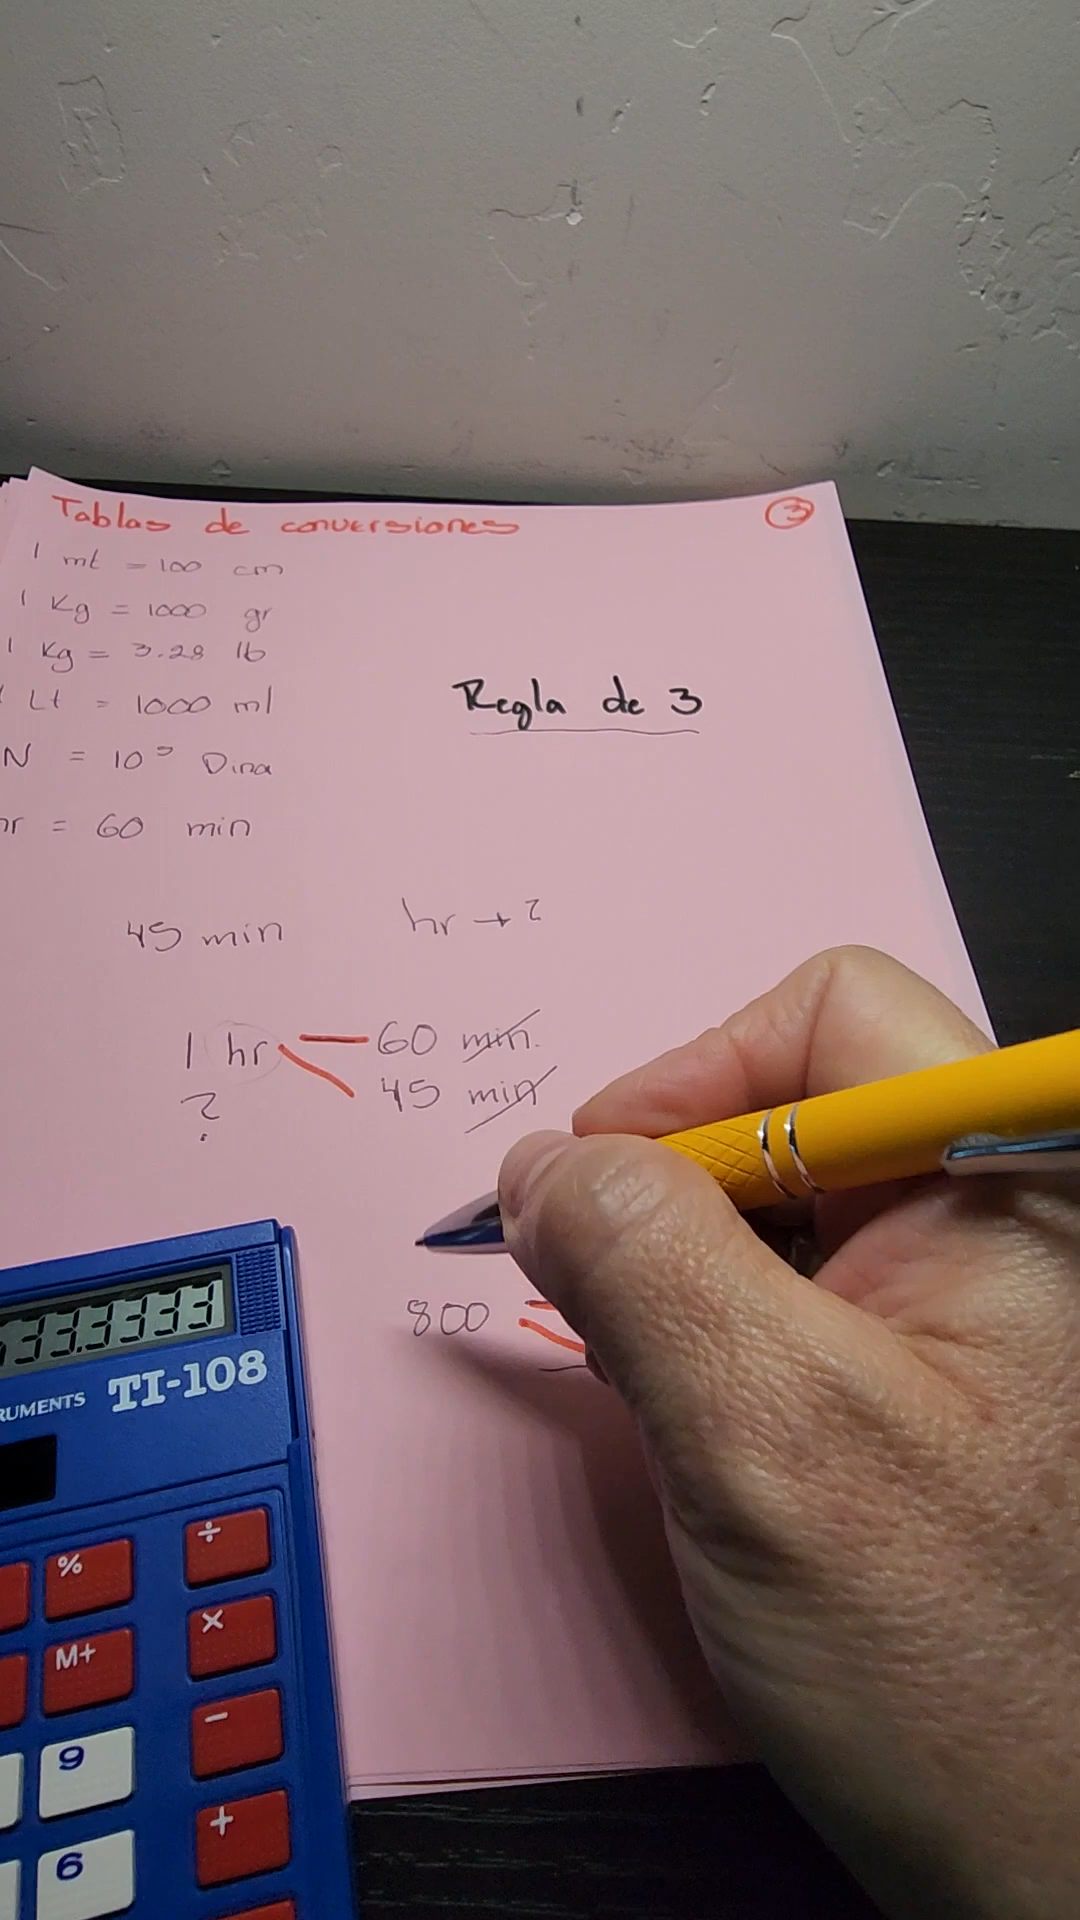 Tablas de conversiones
3
1 mt = 100 cm
1 Kg = 1000 gr
1 Kg = 3.28 lb
Lt = 1000 ml
N = 10⁵ Dina
hr = 60 min
Regla de 3
45 min hr → ?
1 hr 60 min.
? 45 min
800
33.3333
TI-108
÷
%
×
M+
-
9
+
6